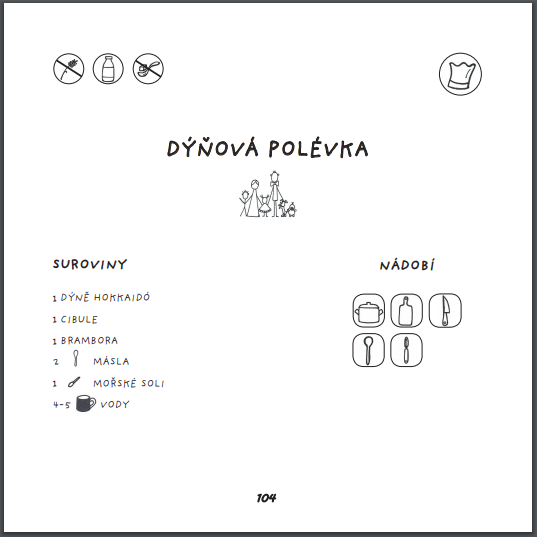 DÝŇOVÁ POLÉVKA
SUROVINY
1 DÝNĚ HOKKAIDÓ
1 CIBULE
1 BRAMBORA
2 MÁSLA
1 MOŘSKÉ SOLI
4-5 VODY
NÁDOBÍ
104